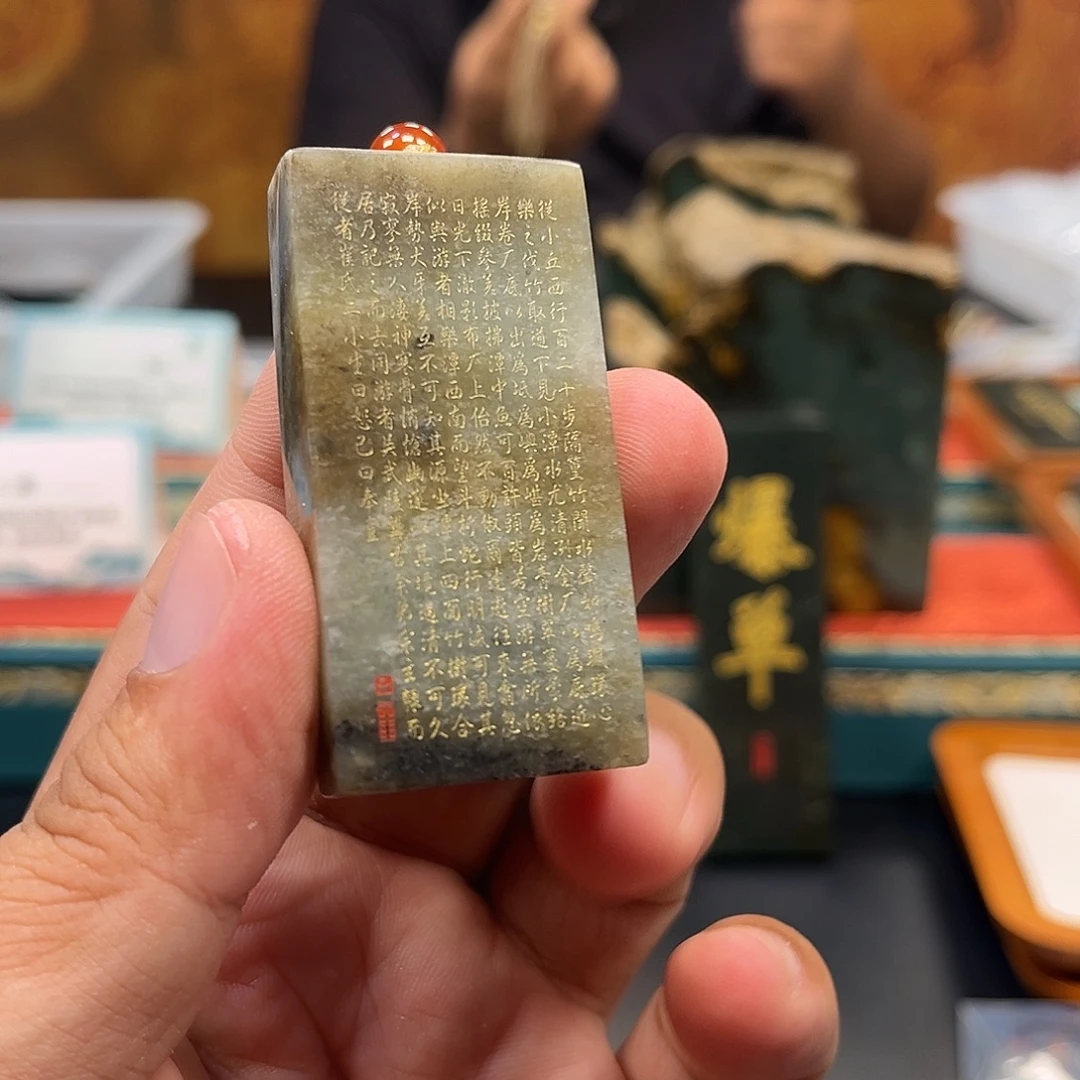 從小丘西行百二十步隔篁竹聞水聲如鳴珮環心
樂之伐竹取道下見小潭水尤清冽全石以為底近
岸卷石底以出為坻為嶼為嵁為岩青樹翠蔓蒙絡
搖綴參差披拂潭中魚可百許頭皆若空游無所依
日光下澈影布石上佁然不動俶爾遠逝往來翕忽
似與游者相樂潭西南而望斗折蛇行明滅可見其
岸勢犬牙差互不可知其源坐潭上四面竹樹環合
寂寥無人淒神寒骨悄愴幽邃以其境過清不可久
居乃記之而去同游者吳武陵龔古余弟宗玄隸而
從者崔氏二小生曰恕己曰奉壹
爆單